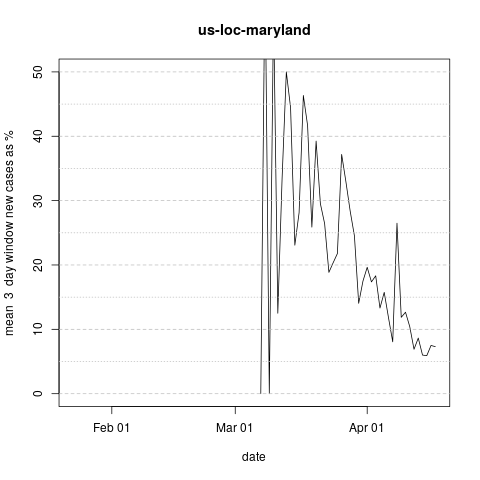 us-loc-maryland
50
40
30
20
10
0
mean 3 day window new cases as %
Feb 01
Mar 01
Apr 01
date